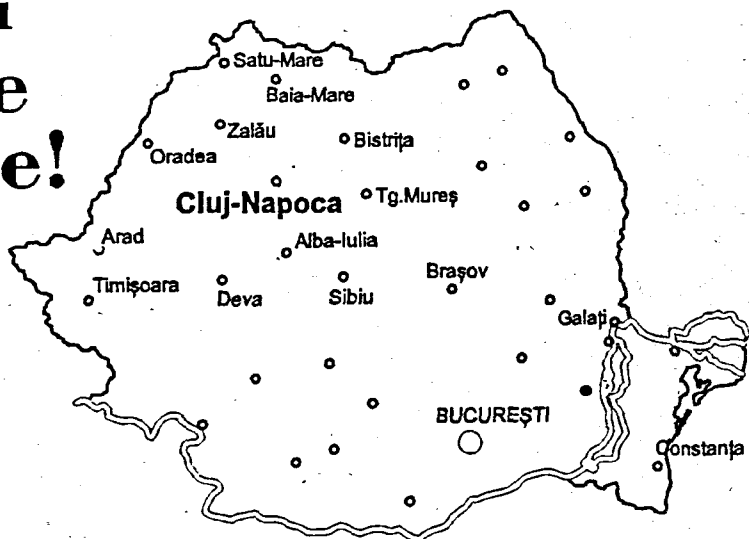 e
e!
Satu-Mare
Baia-Mare
Zalău
Oradea
Bistrița
Cluj-Napoca
Tg.Mureș
Arad
Alba-Iulia
Timișoara
Deva
Sibiu
Brașov
Galați
BUCUREȘTI
Constanța